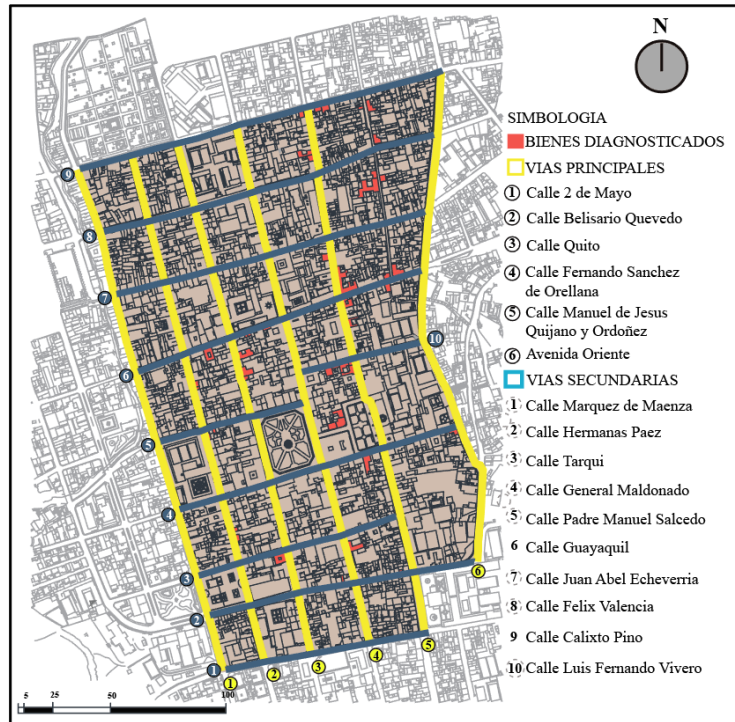 N
SIMBOLOGIA
BIENES DIAGNOSTICADOS
VIAS PRINCIPALES
1 Calle 2 de Mayo
2 Calle Belisario Quevedo
3 Calle Quito
4 Calle Fernando Sanchez
de Orellana
5 Calle Manuel de Jesus
Quijano y Ordoñez
6 Avenida Oriente
VIAS SECUNDARIAS
1 Calle Marquez de Maenza
2 Calle Hermanas Paez
3 Calle Tarqui
4 Calle General Maldonado
5 Calle Padre Manuel Salcedo
6 Calle Guayaquil
7 Calle Juan Abel Echeverria
8 Calle Felix Valencia
9 Calle Calixto Pino
10 Calle Luis Fernando Vivero
9
8
7
10
6
5
4
3
6
2
5
4
3
1
2
1
5 25 50 100